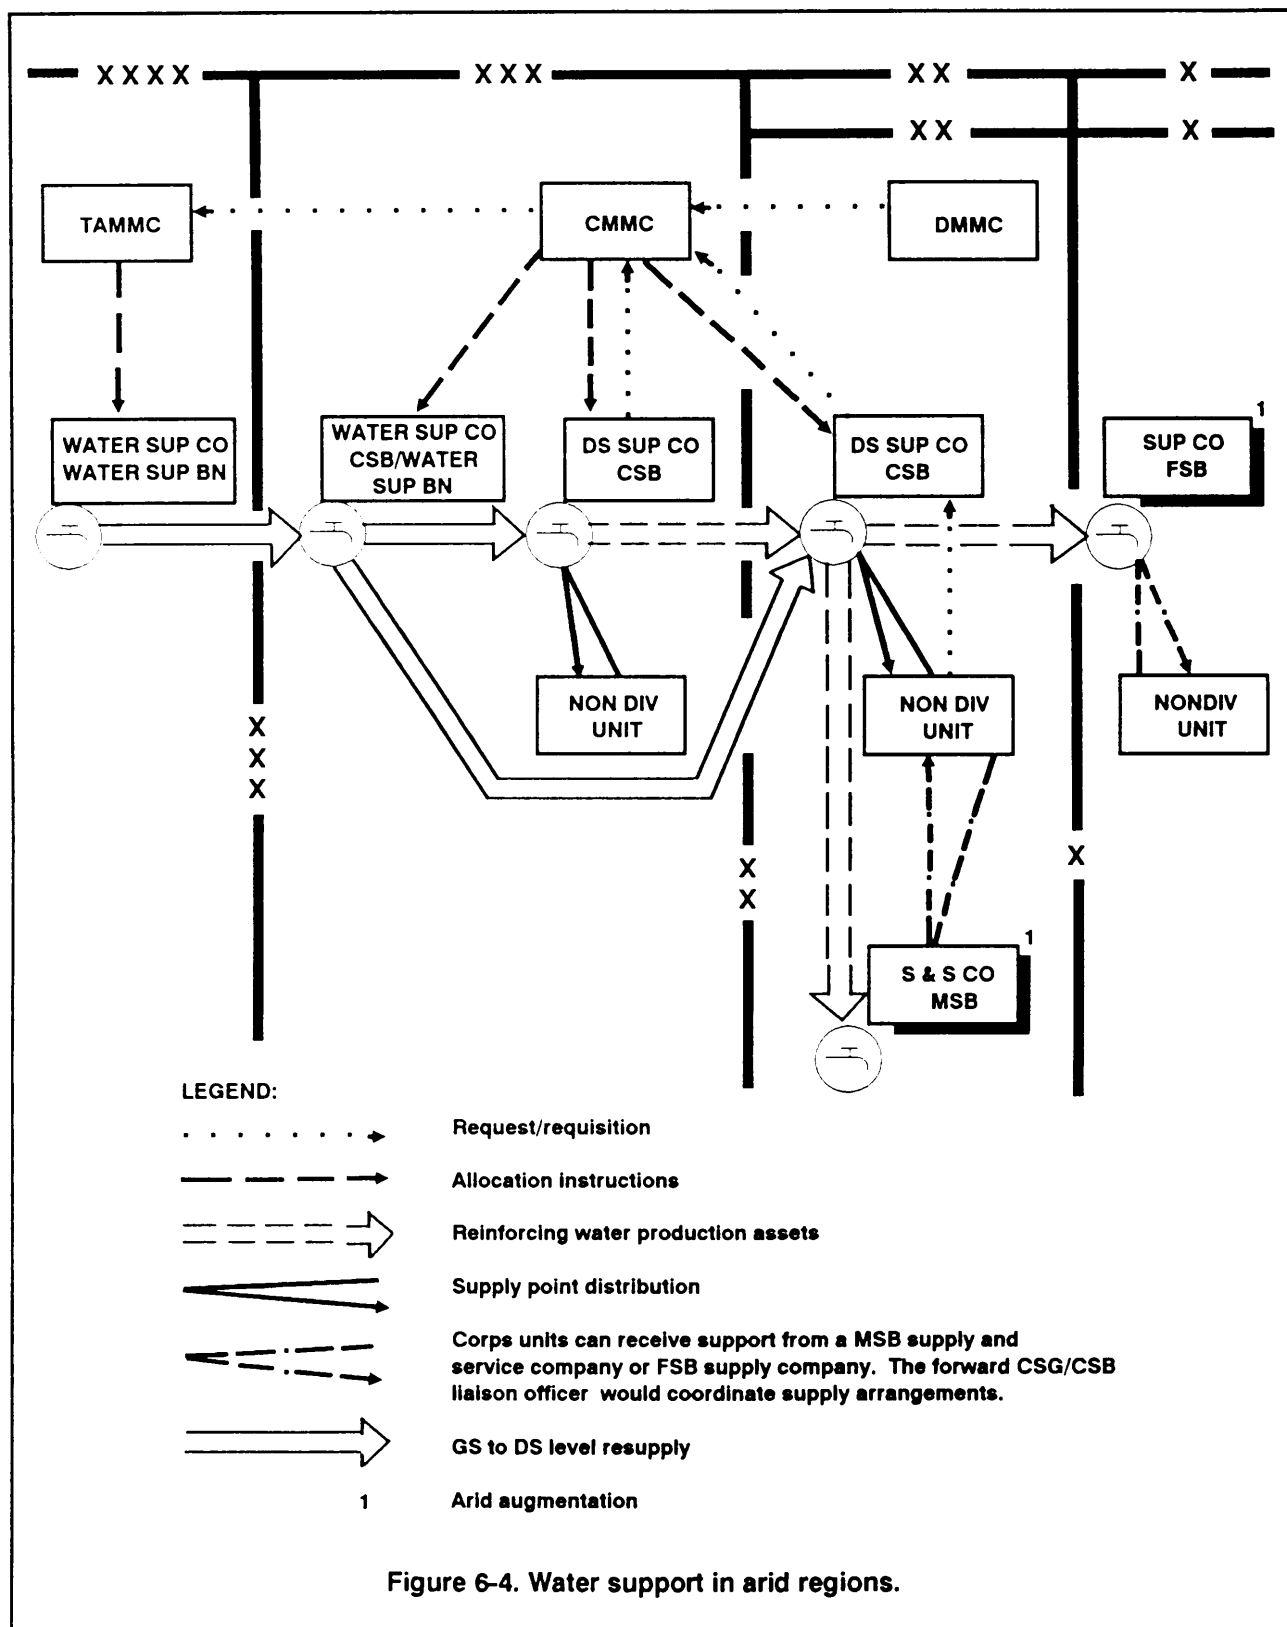 X X X X
X X X
X X
X
X X
X
TAMMC
CMMC
DMMC
WATER SUP CO
WATER SUP BN
WATER SUP CO
CSB/WATER
SUP BN
DS SUP CO
CSB
DS SUP CO
CSB
1
SUP CO
FSB
NON DIV
UNIT
NON DIV
UNIT
NONDIV
UNIT
X
X
X
X
X
X
1
S & S CO
MSB
LEGEND:
Request/requisition
Allocation instructions
Reinforcing water production assets
Supply point distribution
Corps units can receive support from a MSB supply and
service company or FSB supply company. The forward CSG/CSB
liaison officer would coordinate supply arrangements.
GS to DS level resupply
1 Arid augmentation
Figure 6-4. Water support in arid regions.